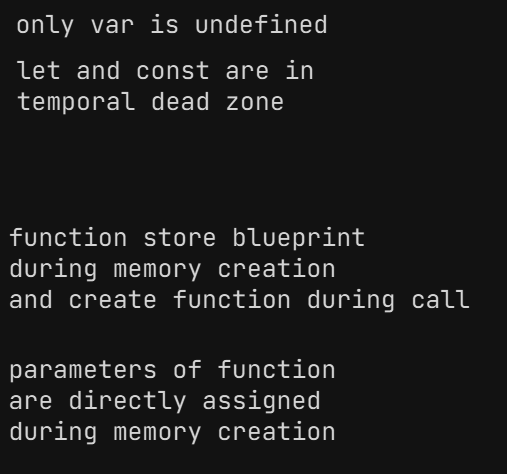 only var is undefined
let and const are in
temporal dead zone
function store blueprint
during memory creation
and create function during call
parameters of function
are directly assigned
during memory creation